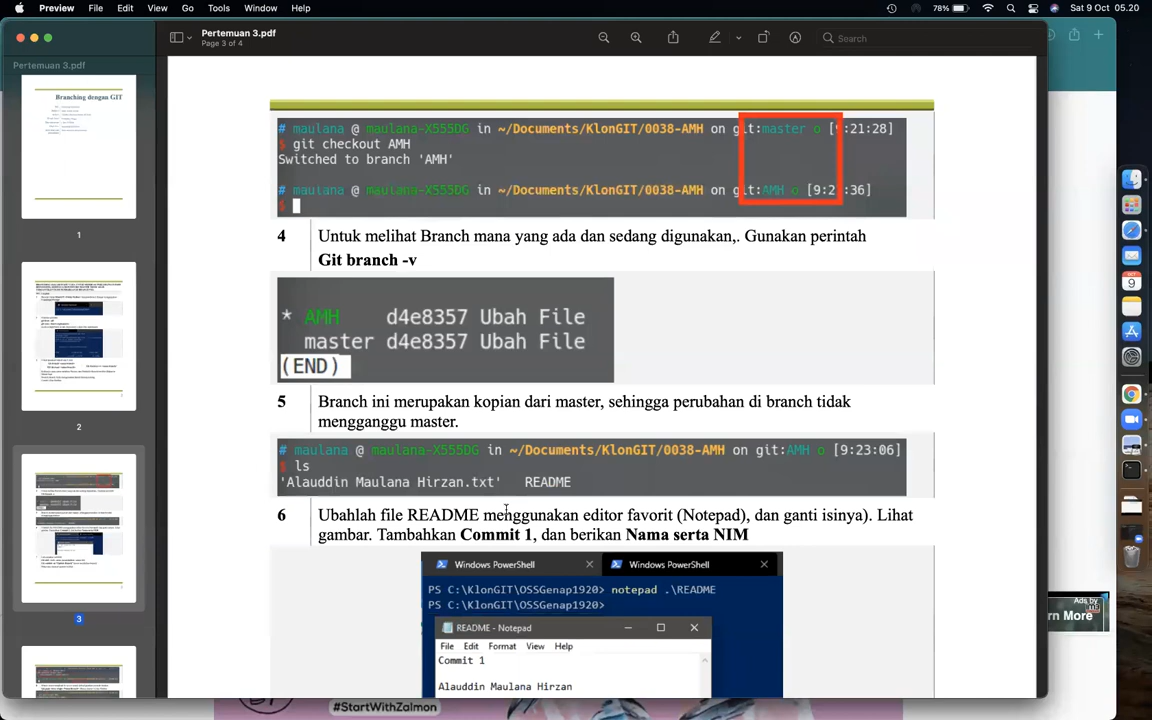 Preview File Edit View Go Tools Window Help 78% Sat 9 Oct 05.20
Pertemuan 3.pdf
Page 3 of 4
Search
Pertemuan 3.pdf
Branching dengan GIT
1
2
3
# maulana @ maulana-X555DG in ~/Documents/KlonGIT/0038-AMH on git:master o [9:21:28]
$ git checkout AMH
Switched to branch 'AMH'
# maulana @ maulana-X555DG in ~/Documents/KlonGIT/0038-AMH on git:AMH o [9:21:36]
$
4 Untuk melihat Branch mana yang ada dan sedang digunakan,. Gunakan perintah
Git branch -v
* AMH d4e8357 Ubah File
master d4e8357 Ubah File
(END)
5 Branch ini merupakan kopian dari master, sehingga perubahan di branch tidak
mengganggu master.
# maulana @ maulana-X555DG in ~/Documents/KlonGIT/0038-AMH on git:AMH o [9:23:06]
$ ls
'Alauddin Maulana Hirzan.txt' README
6 Ubahlah file README menggunakan editor favorit (Notepad), dan ganti isinya). Lihat
gambar. Tambahkan Commit 1, dan berikan Nama serta NIM
Windows PowerShell Windows PowerShell
PS C:\KlonGIT\OSSGenap1920> notepad .\README
PS C:\KlonGIT\OSSGenap1920>
README - Notepad
File Edit Format View Help
Commit 1
Alauddin Maulana Hirzan
Ads by
rn More
#StartWithZalmon